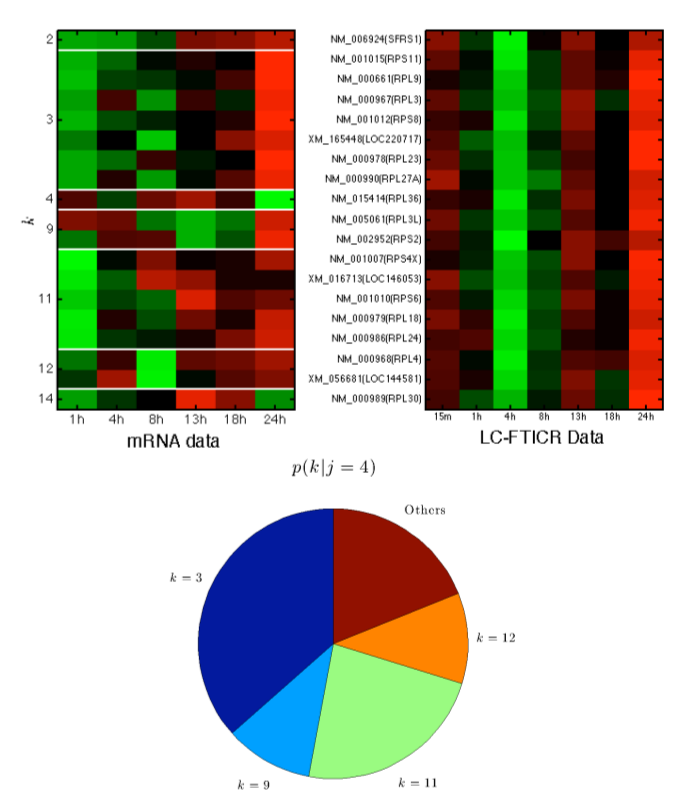 2
3
4
9
11
12
14
k
1h 4h 8h 13h 18h 24h
mRNA data
NM_006924(SFRS1)
NM_001015(RPS11)
NM_000661(RPL9)
NM_000967(RPL3)
NM_001012(RPS8)
XM_165448(LOC220717)
NM_000978(RPL23)
NM_000990(RPL27A)
NM_015414(RPL36)
NM_005061(RPL3L)
NM_002952(RPS2)
NM_001007(RPS4X)
XM_016713(LOC146053)
NM_001010(RPS6)
NM_000979(RPL18)
NM_000986(RPL24)
NM_000968(RPL4)
XM_056681(LOC144581)
NM_000989(RPL30)
15m 1h 4h 8h 13h 18h 24h
LC-FTICR Data
p(k|j = 4)
Others
k = 3
k = 12
k = 9
k = 11